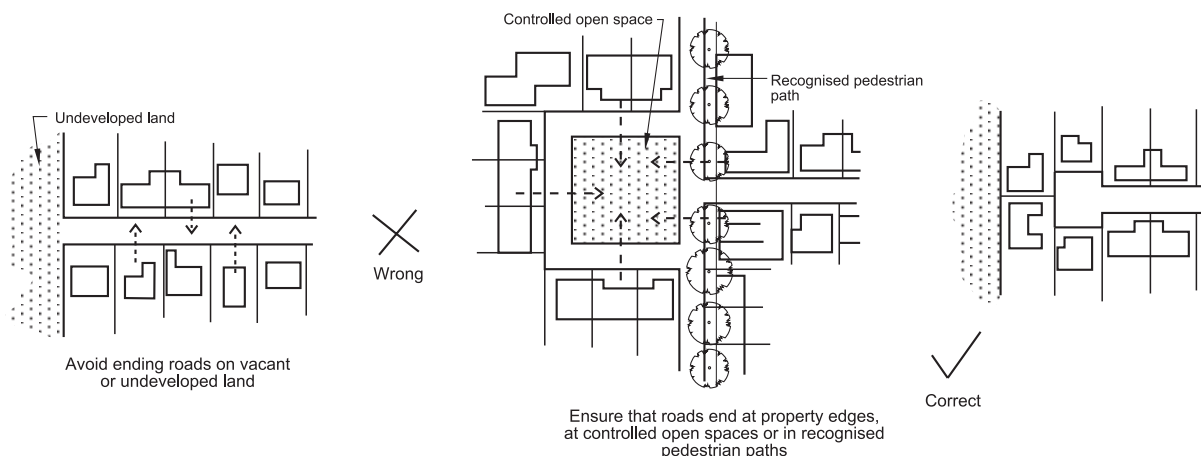 Undeveloped land
Avoid ending roads on vacant
or undeveloped land
Wrong
Controlled open space
Recognised pedestrian
path
Ensure that roads end at property edges,
at controlled open spaces or in recognised
pedestrian paths
Correct